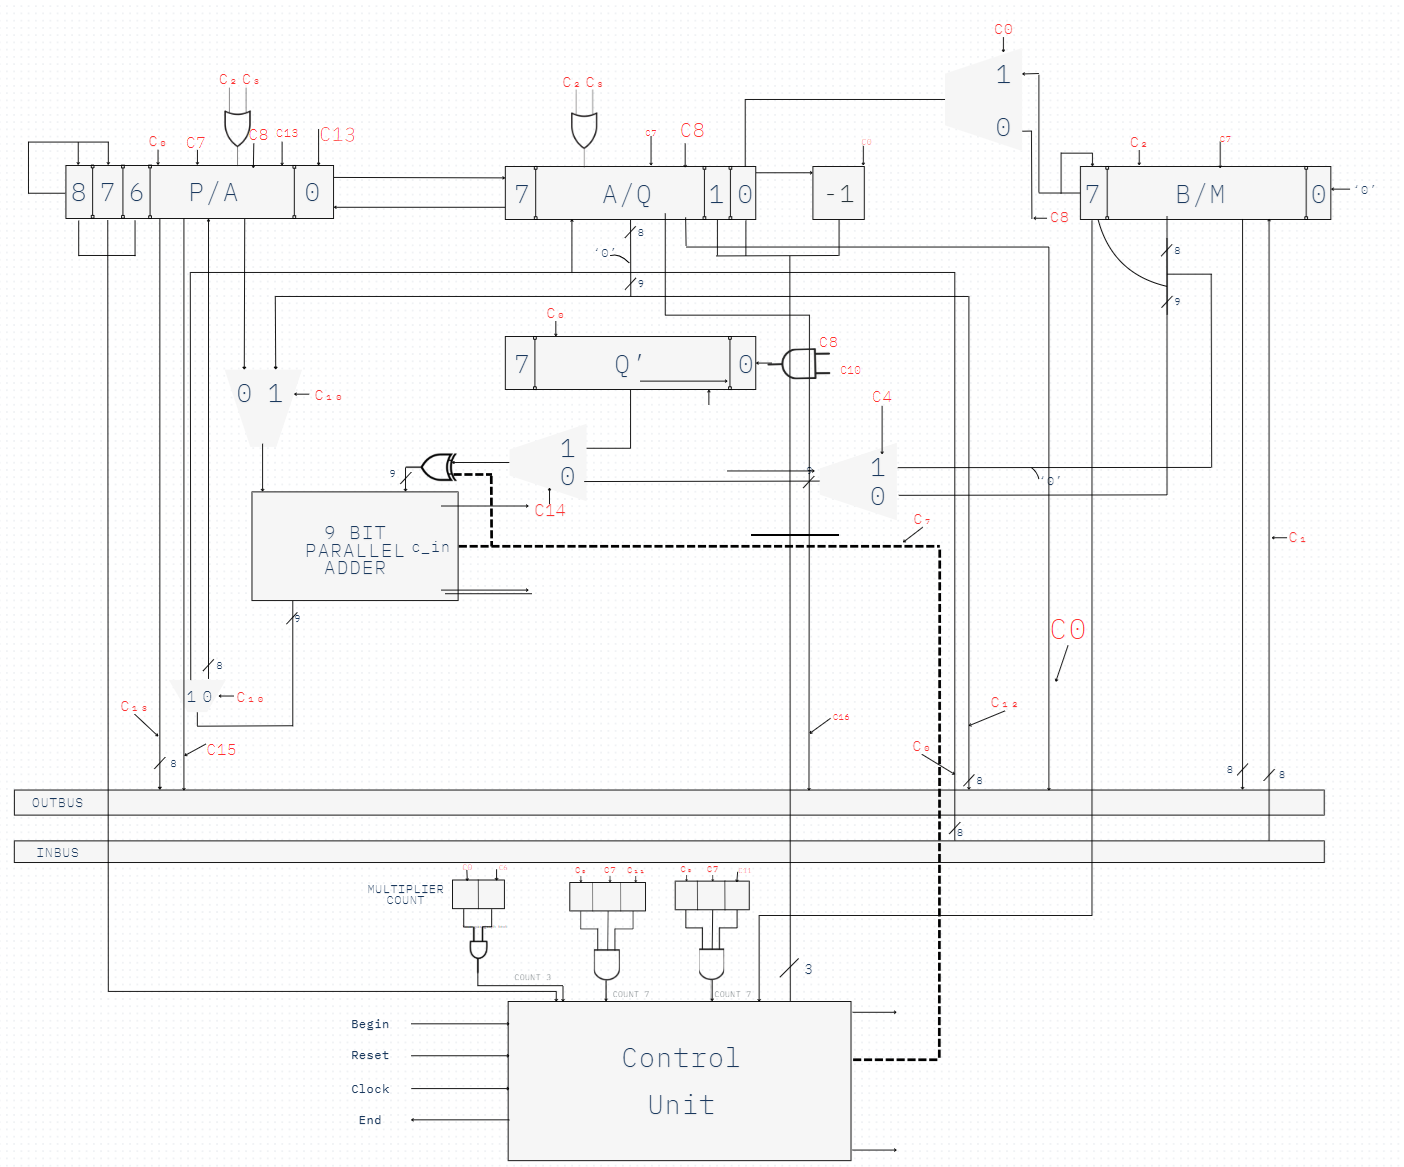 C0
1
0
C₂ C₃
C₂ C₃
C₀
C7
C8
C13
C13
C7
C8
C0
C₂
C7
8
7
6
P/A
0
7
A/Q
1
0
-1
7
B/M
0
'0'
C8
8
'0'
9
8
9
C₀
7
Q’
0
C8
C10
0 1
C₁₀
C4
1
0
9
C14
9
1
0
'0'
9 BIT
PARALLEL
ADDER
c_in
C₇
C₁
9
C0
8
1 0
C₁₀
C₁₃
C15
8
C16
C₁₂
8
8
8
OUTBUS
8
INBUS
MULTIPLIER
COUNT
C7
C₁₁
C7
C11
COUNT 3
COUNT 7
COUNT 7
3
Begin
Reset
Clock
End
Control
Unit